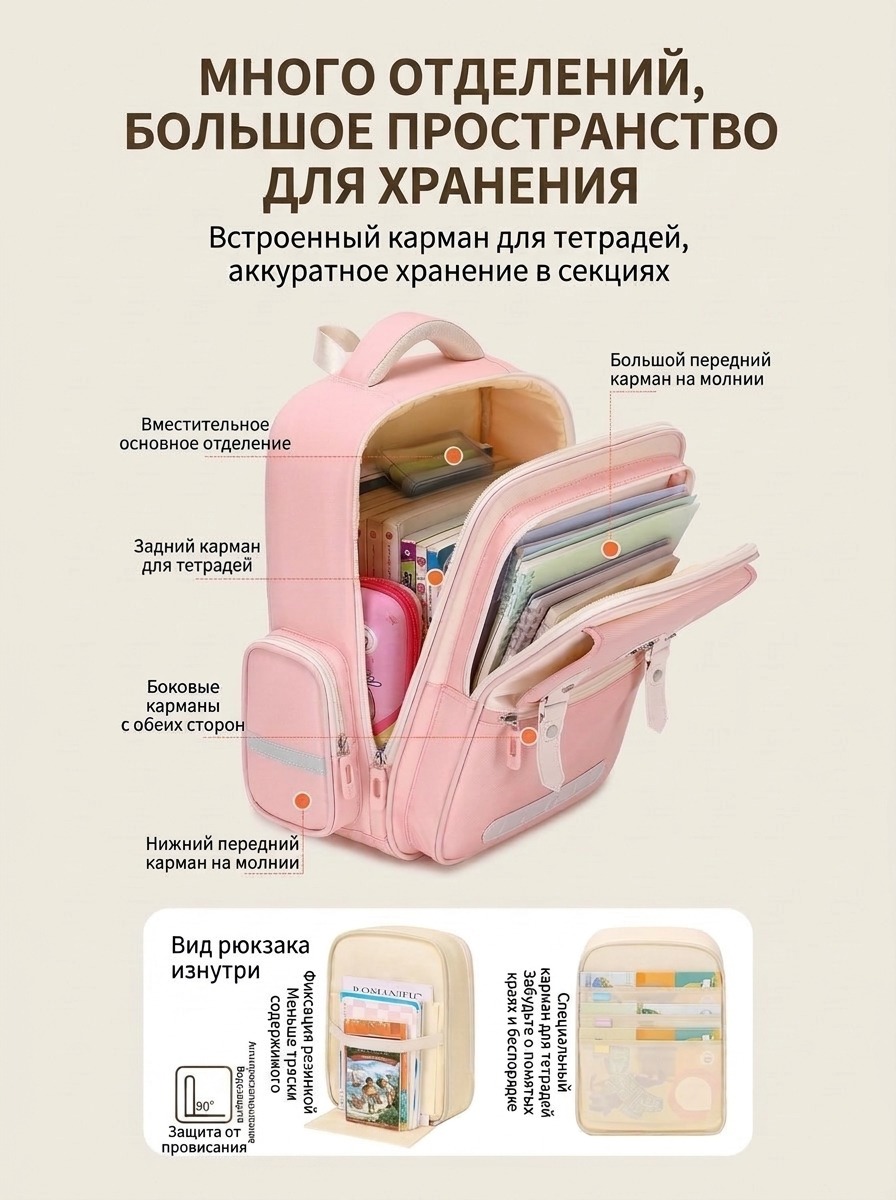 МНОГО ОТДЕЛЕНИЙ,
БОЛЬШОЕ ПРОСТРАНСТВО
ДЛЯ ХРАНЕНИЯ
Встроенный карман для тетрадей,
аккуратное хранение в секциях
Большой передний
карман на молнии
Вместительное
основное отделение
Задний карман
для тетрадей
Боковые
карманы
с обеих сторон
Нижний передний
карман на молнии
Вид рюкзака
изнутри
Фиксация резинкой
Меньше тряски
содержимого
Специальный
карман для тетрадей
Забудьте о помятых
краях и беспорядке
90°
Защита от
провисания